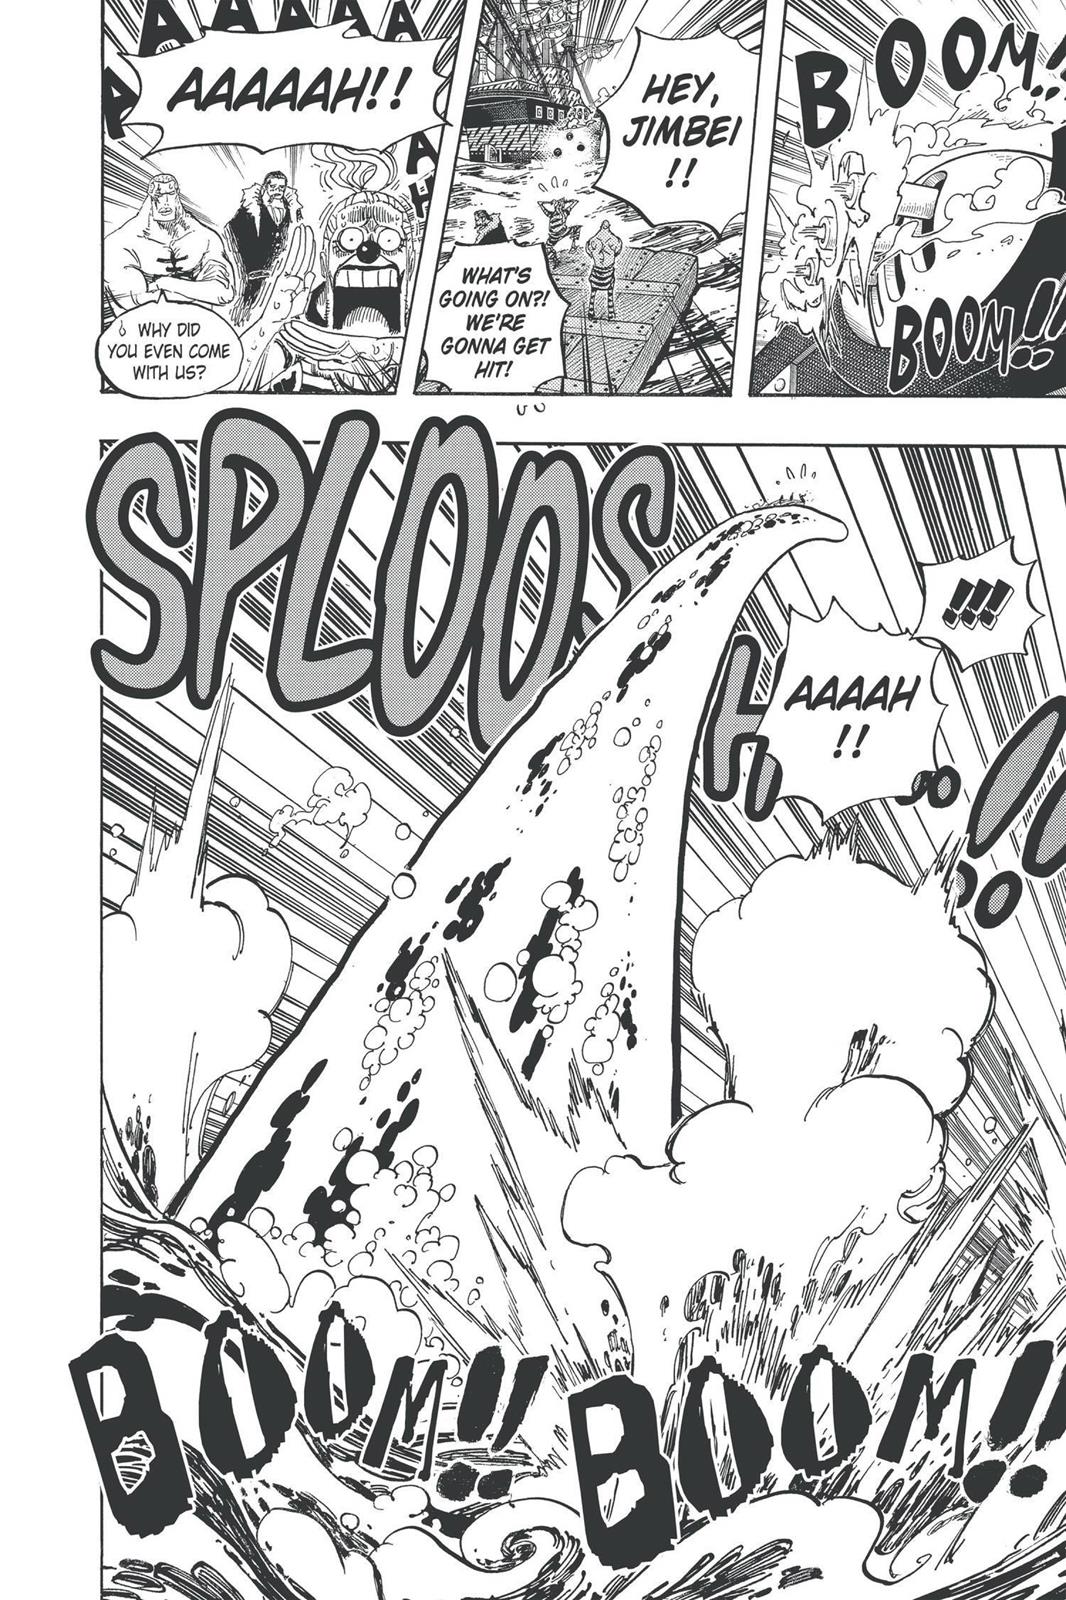 AAAAA
AAAAAH!!
A
A
WHY DID
YOU EVEN COME
WITH US?
HEY,
JIMBEI
!!
WHAT'S
GOING ON?!
WE'RE
GONNA GET
HIT!
BOOM!!
BOOM!!
SPLOOSH
!!!
AAAAH
!!
BOOM!!
BOOM!!